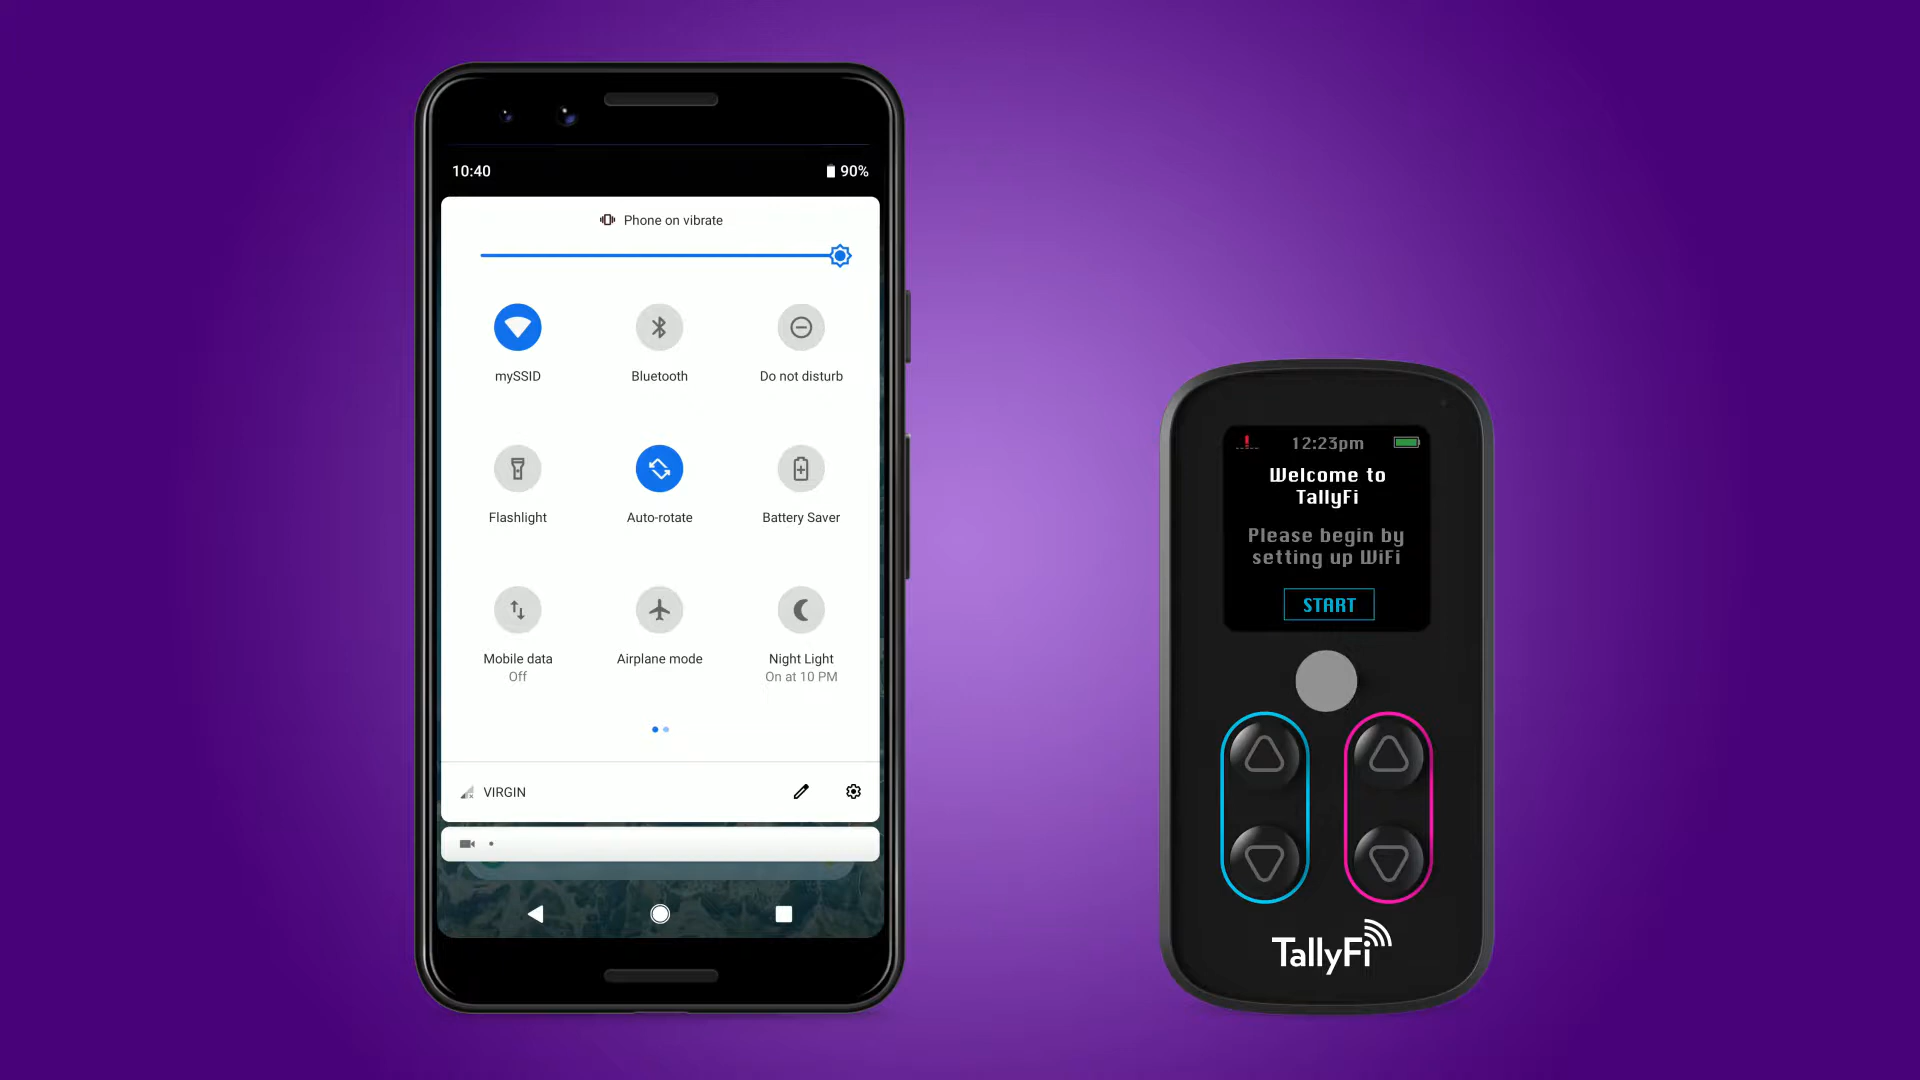 10:40
90%
Phone on vibrate
mySSID
Bluetooth
Do not disturb
Flashlight
Auto-rotate
Battery Saver
Mobile data
Off
Airplane mode
Night Light
On at 10 PM
VIRGIN
12:23pm
Welcome to
TallyFi
Please begin by
setting up WiFi
START
TallyFi